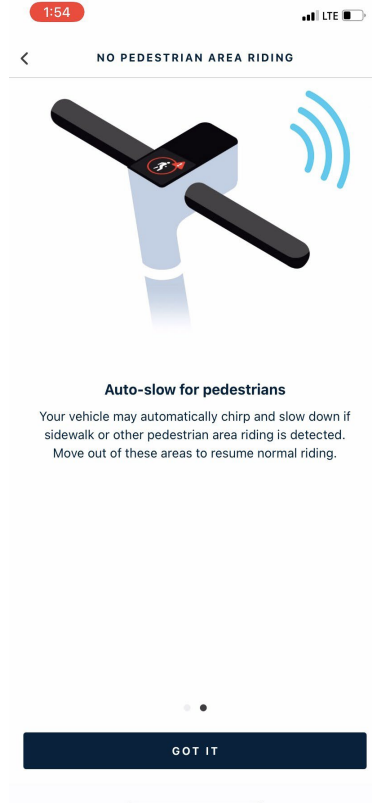 1:54
LTE
NO PEDESTRIAN AREA RIDING
Auto-slow for pedestrians
Your vehicle may automatically chirp and slow down if
sidewalk or other pedestrian area riding is detected.
Move out of these areas to resume normal riding.
GOT IT